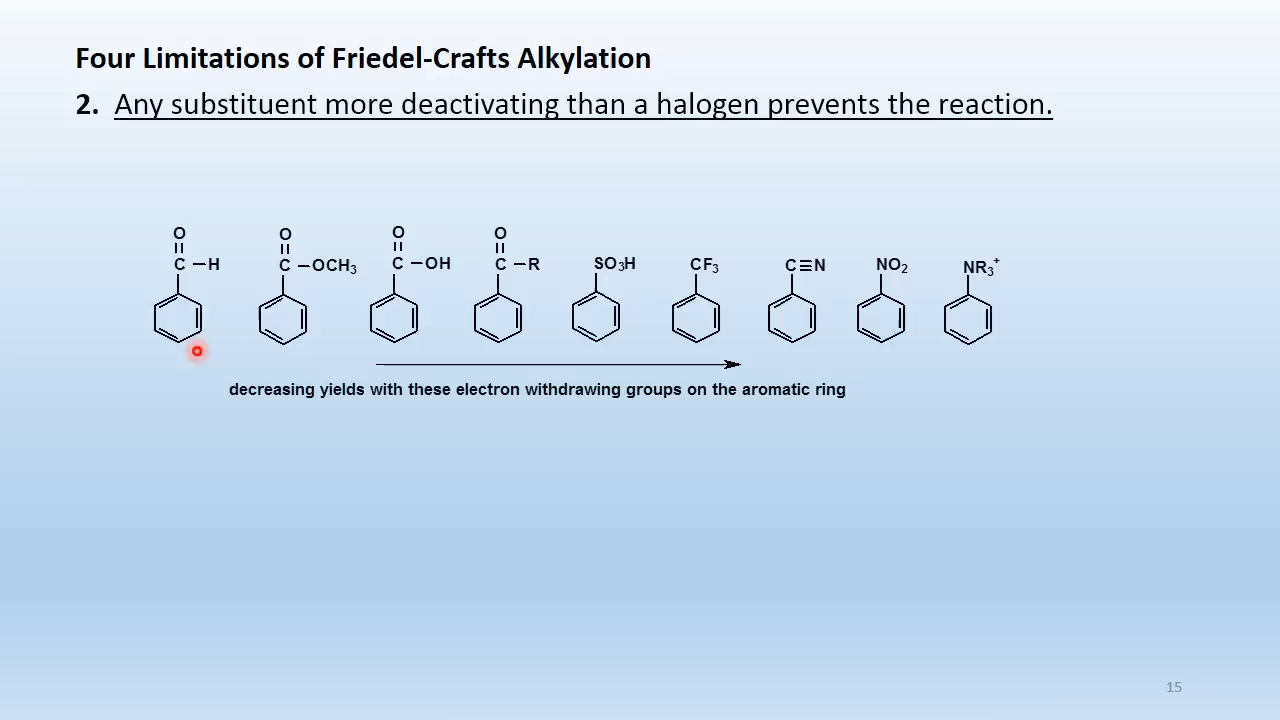 Four Limitations of Friedel-Crafts Alkylation
2. Any substituent more deactivating than a halogen prevents the reaction.
O O O O
C –H C –OCH₃ C –OH C –R SO₃H CF₃ C≡N NO₂ NR₃⁺
decreasing yields with these electron withdrawing groups on the aromatic ring
15